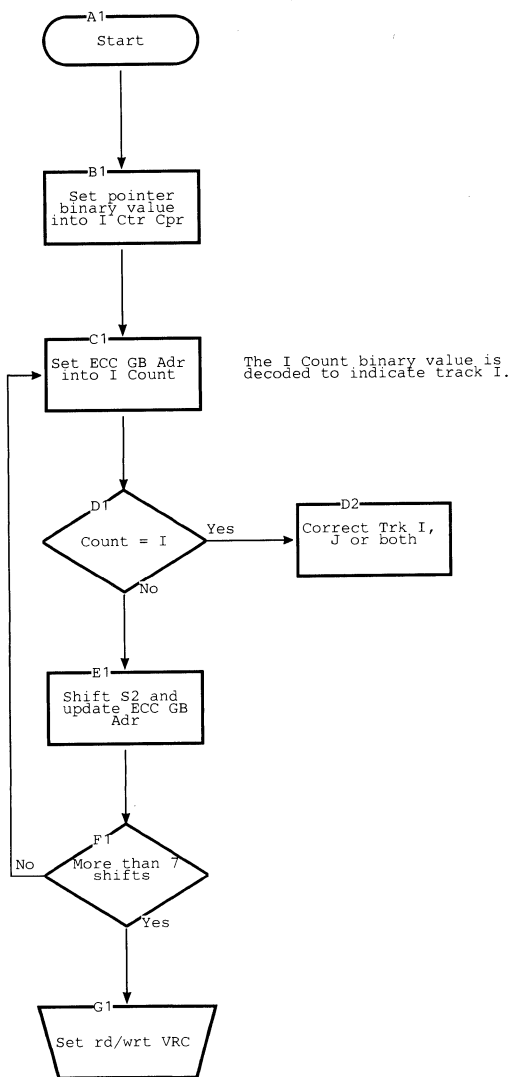 A1
Start
B1
Set pointer
binary value
into I Ctr Cpr
C1
Set ECC GB Adr
into I Count
The I Count binary value is
decoded to indicate track I.
D1
Count = I
Yes
No
D2
Correct Trk I,
J or both
E1
Shift S2 and
update ECC GB
Adr
F1
More than 7
shifts
No
Yes
G1
Set rd/wrt VRC